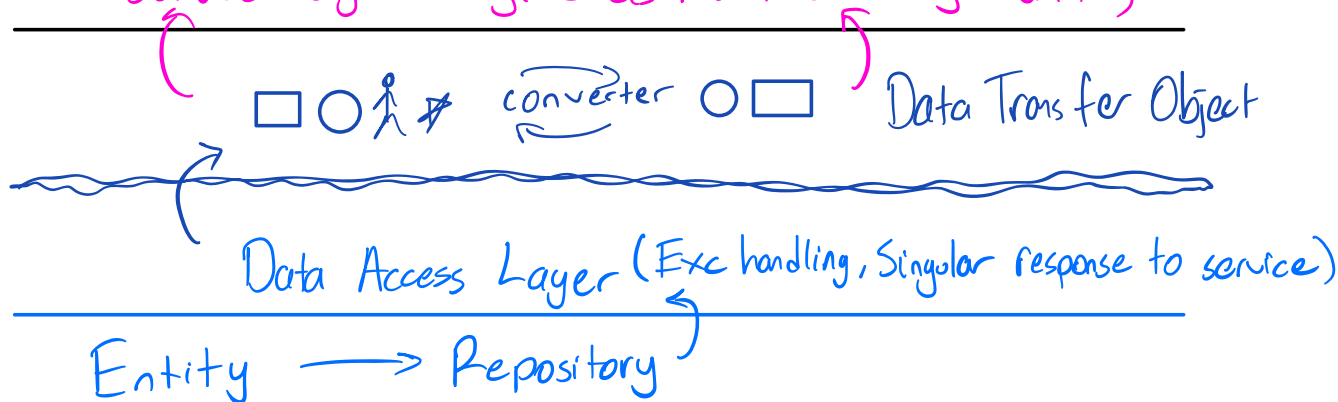 converter Data Transfer Object
Data Access Layer (Exc handling, Singular response to service)
Entity → Repository